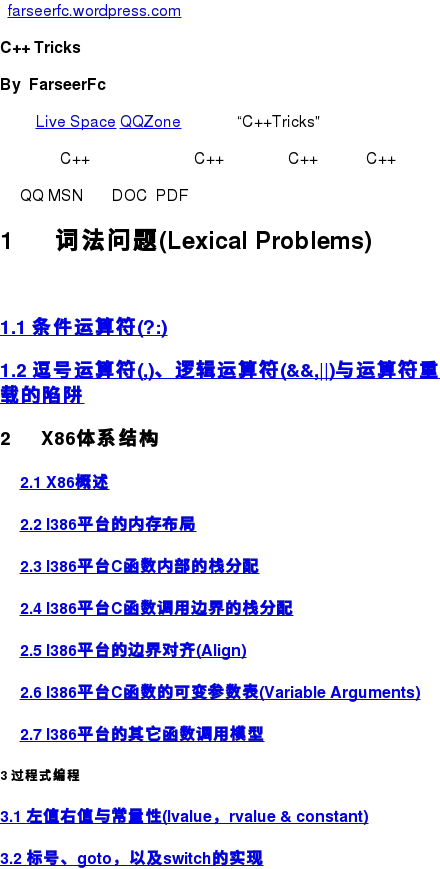 farseerfc.wordpress.com
C++ Tricks
By FarseerFc
Live Space QQZone “C++Tricks"
C++ C++ C++ C++
QQ MSN DOC PDF
1 词法问题(Lexical Problems)
1.1 条件运算符(?:)
1.2 逗号运算符(,)、逻辑运算符(&&,||)与运算符重
载的陷阱
2 X86体系结构
2.1 X86概述
2.2 I386平台的内存布局
2.3 I386平台C函数内部的栈分配
2.4 I386平台C函数调用边界的栈分配
2.5 I386平台的边界对齐(Align)
2.6 I386平台C函数的可变参数表(Variable Arguments)
2.7 I386平台的其它函数调用模型
3 过程式编程
3.1 左值右值与常量性(lvalue，rvalue & constant)
3.2 标号、goto，以及switch的实现